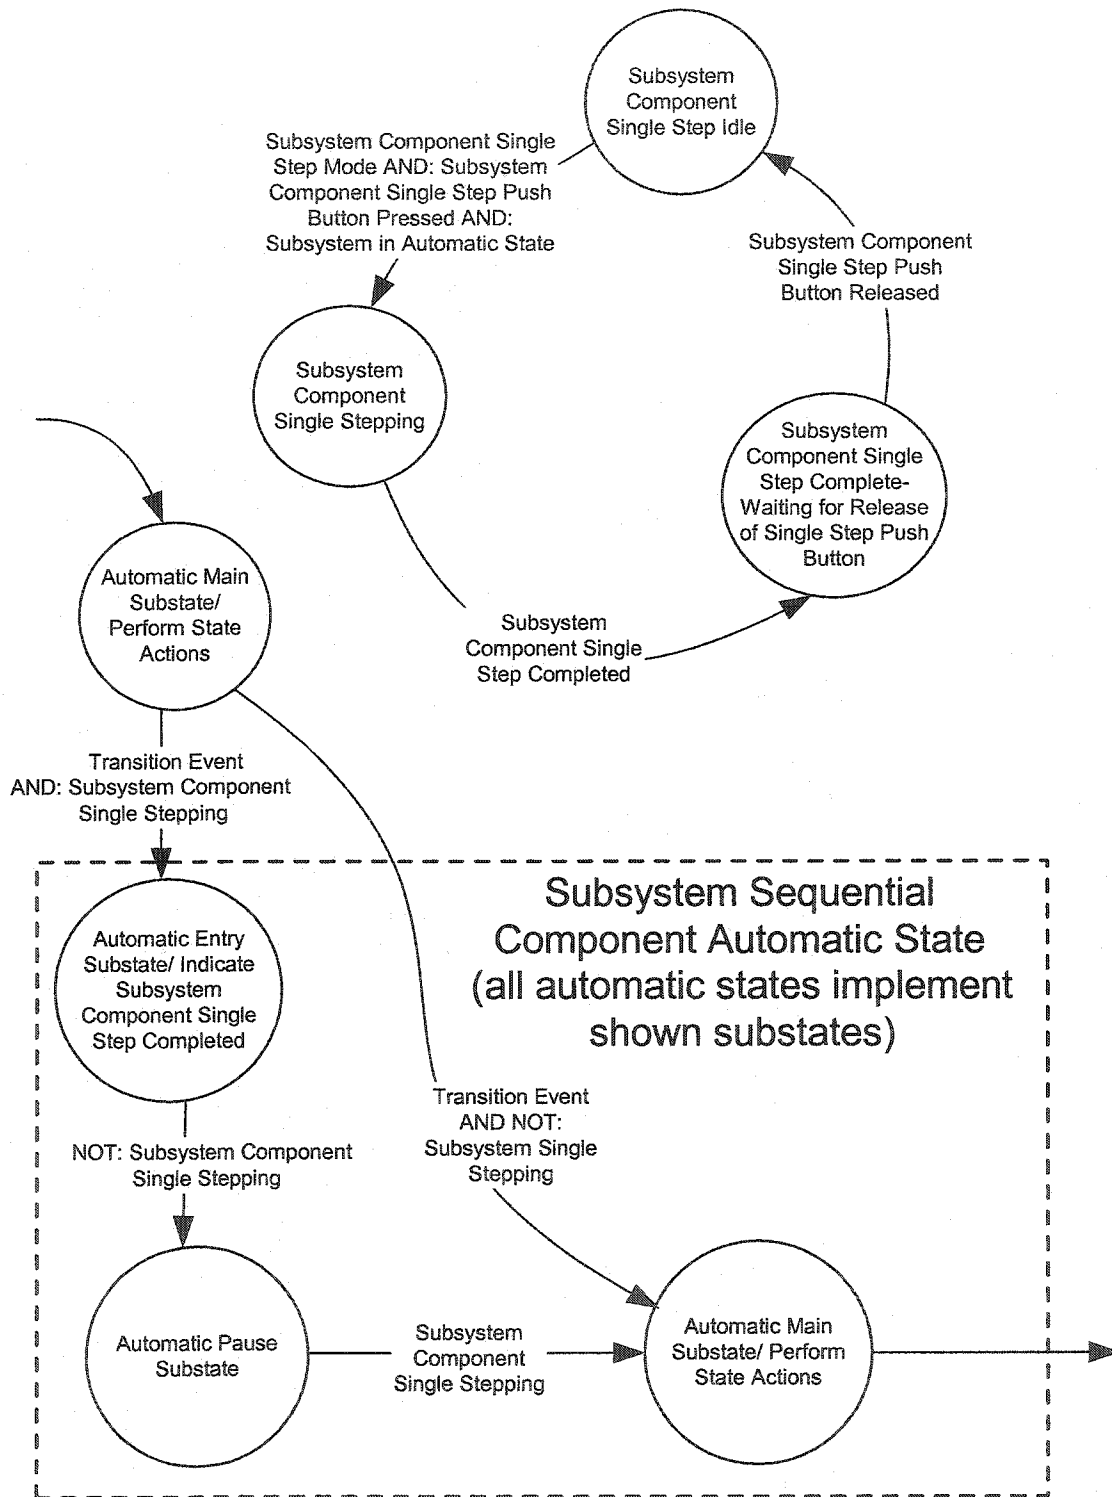 Subsystem
Component
Single Step Idle
Subsystem Component Single
Step Mode AND: Subsystem
Component Single Step Push
Button Pressed AND:
Subsystem in Automatic State
Subsystem Component
Single Step Push
Button Released
Subsystem
Component
Single Stepping
Subsystem
Component Single
Step Complete-
Waiting for Release
of Single Step Push
Button
Automatic Main
Substate/
Perform State
Actions
Subsystem
Component Single
Step Completed
Transition Event
AND: Subsystem Component
Single Stepping
Subsystem Sequential
Component Automatic State
(all automatic states implement
shown substates)
Automatic Entry
Substate/ Indicate
Subsystem
Component Single
Step Completed
Transition Event
AND NOT:
Subsystem Single
Stepping
NOT: Subsystem Component
Single Stepping
Automatic Pause
Substate
Subsystem
Component
Single Stepping
Automatic Main
Substate/ Perform
State Actions